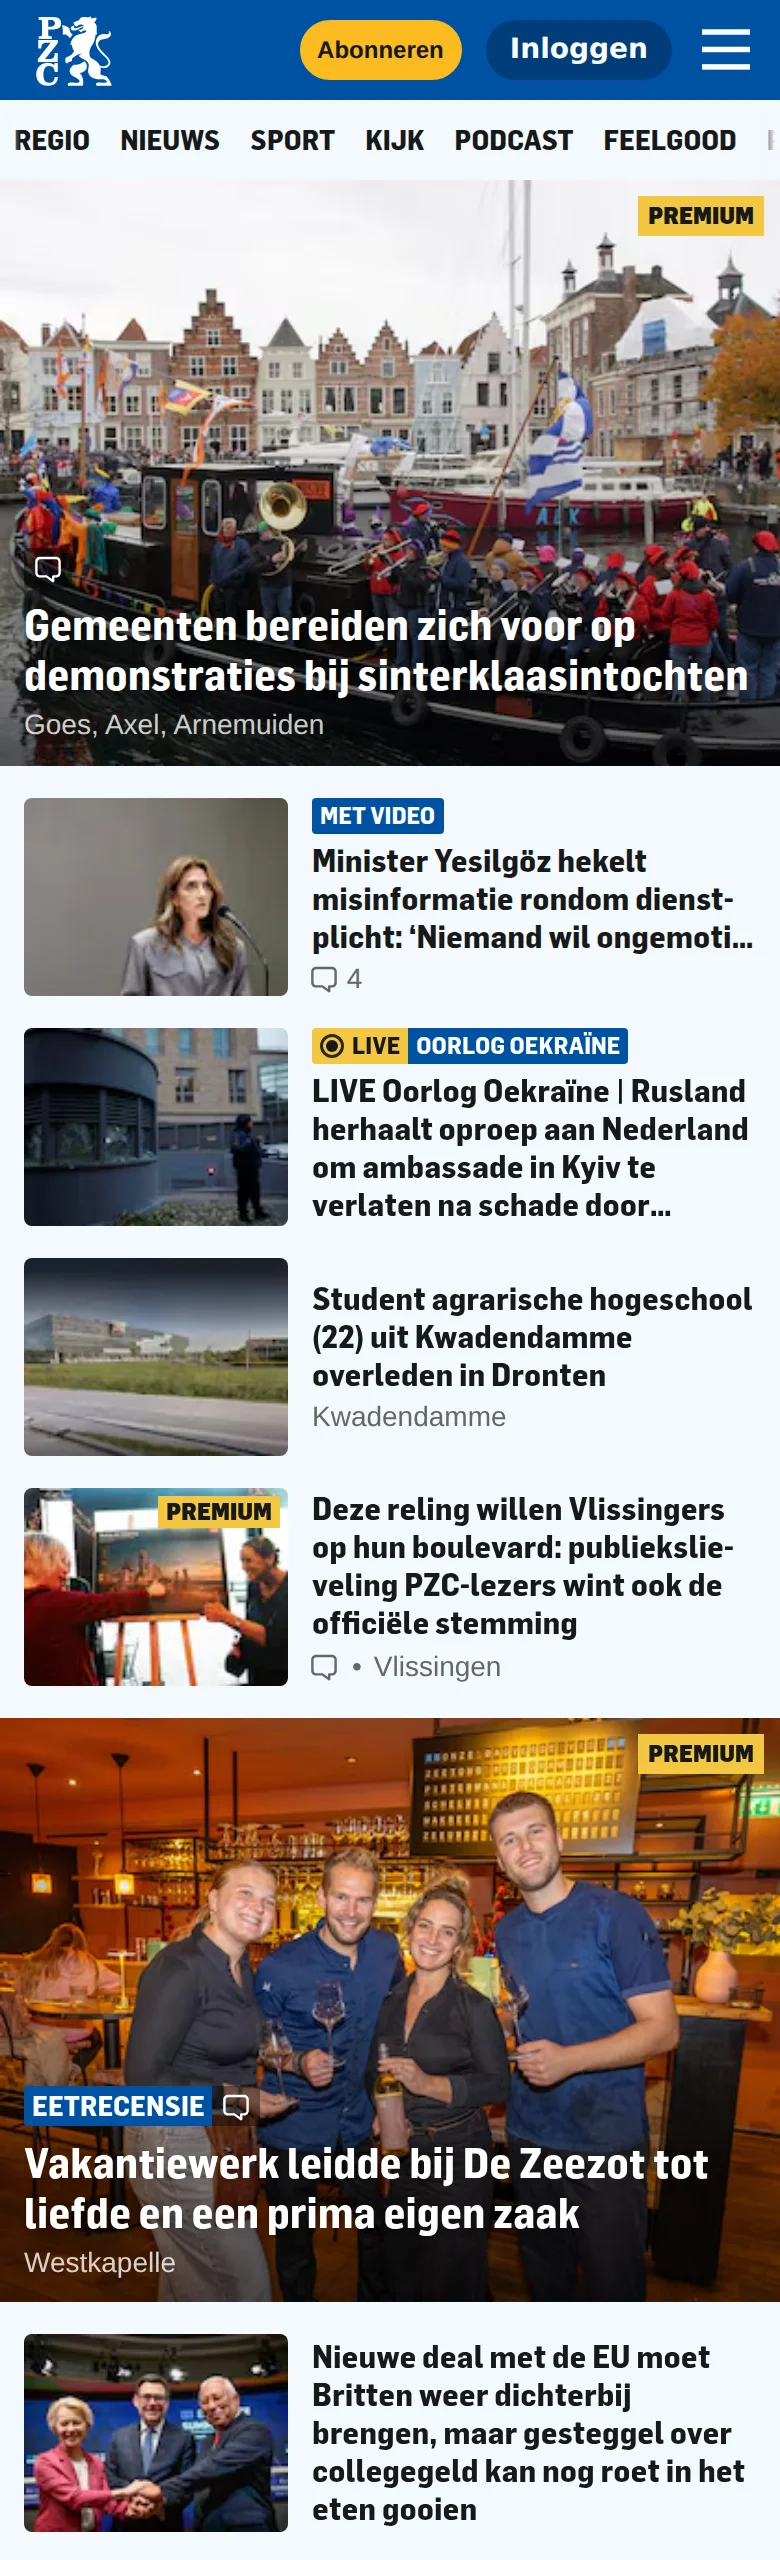 PZC
Abonneren
Inloggen
REGIO NIEUWS SPORT KIJK PODCAST FEELGOOD
PREMIUM
Gemeenten bereiden zich voor op
demonstraties bij sinterklaasintochten
Goes, Axel, Arnemuiden
MET VIDEO
Minister Yesilgöz hekelt
misinformatie rondom dienst-
plicht: ‘Niemand wil ongemoti...
4
LIVE OORLOG OEKRAÏNE
LIVE Oorlog Oekraïne | Rusland
herhaalt oproep aan Nederland
om ambassade in Kyiv te
verlaten na schade door...
Student agrarische hogeschool
(22) uit Kwadendamme
overleden in Dronten
Kwadendamme
PREMIUM
Deze reling willen Vlissingers
op hun boulevard: publiekslie-
veling PZC-lezers wint ook de
officiële stemming
• Vlissingen
PREMIUM
EETRECENSIE
Vakantiewerk leidde bij De Zeezot tot
liefde en een prima eigen zaak
Westkapelle
Nieuwe deal met de EU moet
Britten weer dichterbij
brengen, maar gesteggel over
collegegeld kan nog roet in het
eten gooien